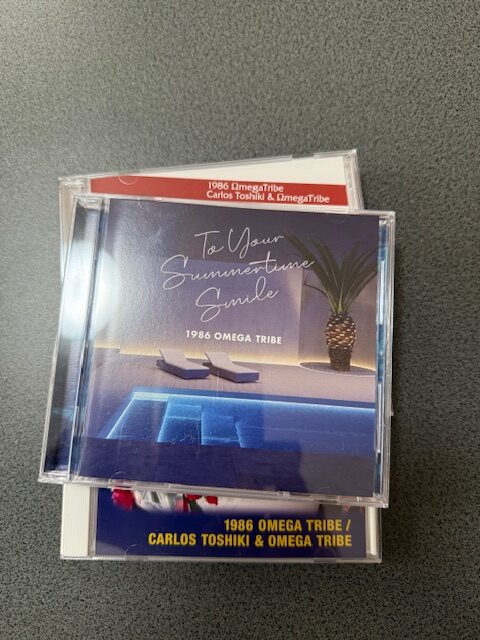 1986 ΩmegaTribe
Carlos Toshiki & ΩmegaTribe
To Your
Summertime
Smile
1986 OMEGA TRIBE
1986 OMEGA TRIBE /
CARLOS TOSHIKI & OMEGA TRIBE